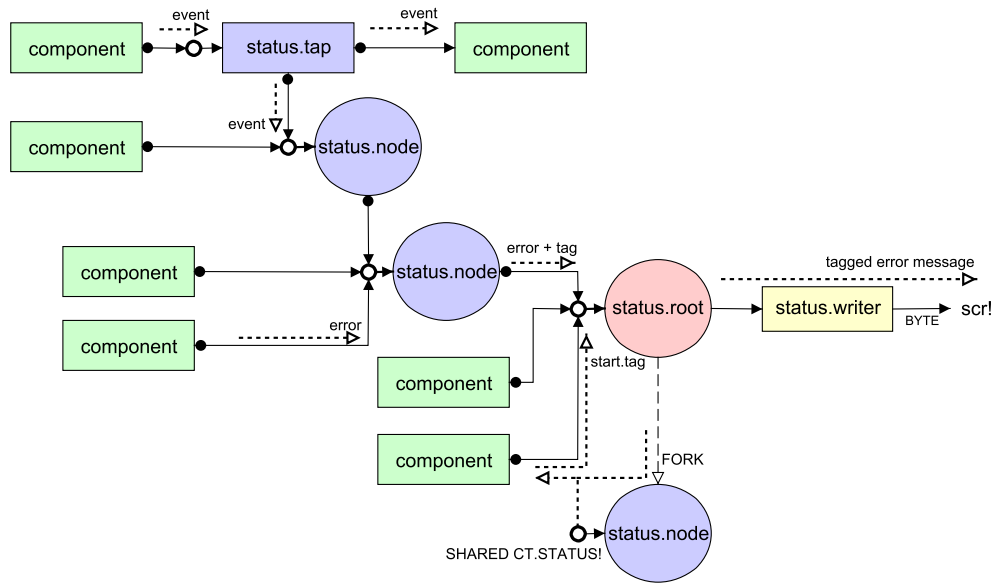 event
event
component
status.tap
component
event
component
status.node
component
status.node
error + tag
tagged error message
component
error
status.root
status.writer
BYTE
scr!
start.tag
component
component
FORK
status.node
SHARED CT.STATUS!